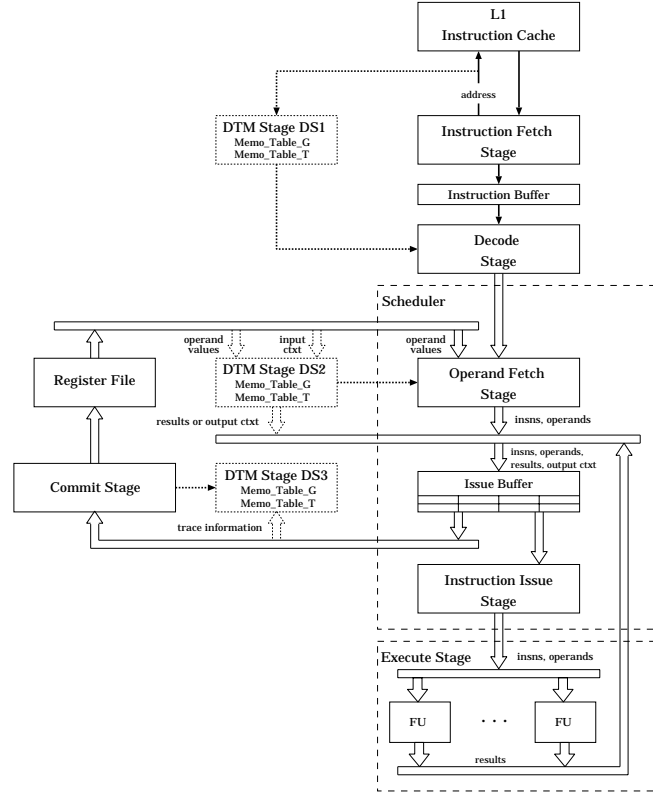 L1
Instruction Cache
address
DTM Stage DS1
Memo_Table_G
Memo_Table_T
Instruction Fetch
Stage
Instruction Buffer
Decode
Stage
Scheduler
operand
values
input
ctxt
operand
values
Register File
DTM Stage DS2
Memo_Table_G
Memo_Table_T
Operand Fetch
Stage
results or output ctxt
insns, operands
insns, operands,
results, output ctxt
Commit Stage
DTM Stage DS3
Memo_Table_G
Memo_Table_T
Issue Buffer
trace information
Instruction Issue
Stage
Execute Stage
insns, operands
FU
. . .
FU
results